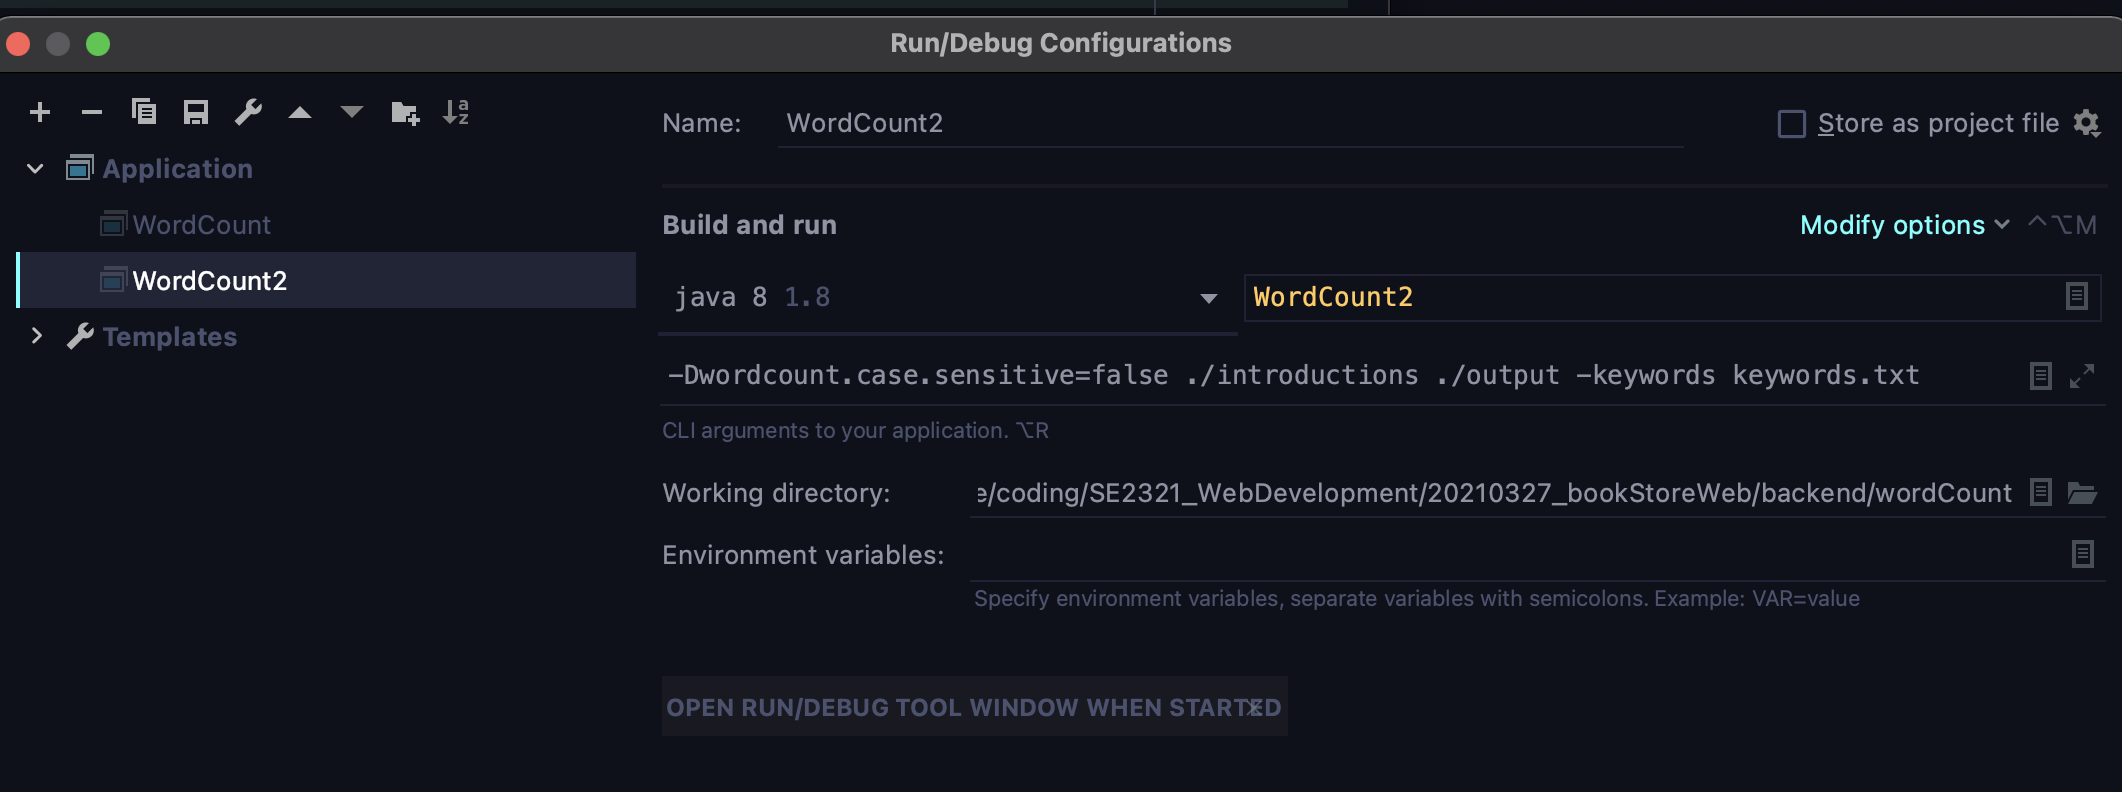 Run/Debug Configurations
Application
WordCount
WordCount2
Templates
Name: WordCount2
Store as project file
Build and run
Modify options ⌃⌥M
java 8 1.8
WordCount2
-Dwordcount.case.sensitive=false ./introductions ./output -keywords keywords.txt
CLI arguments to your application. ⌥R
Working directory: e/coding/SE2321_WebDevelopment/20210327_bookStoreWeb/backend/wordCount
Environment variables:
Specify environment variables, separate variables with semicolons. Example: VAR=value
OPEN RUN/DEBUG TOOL WINDOW WHEN STARTED